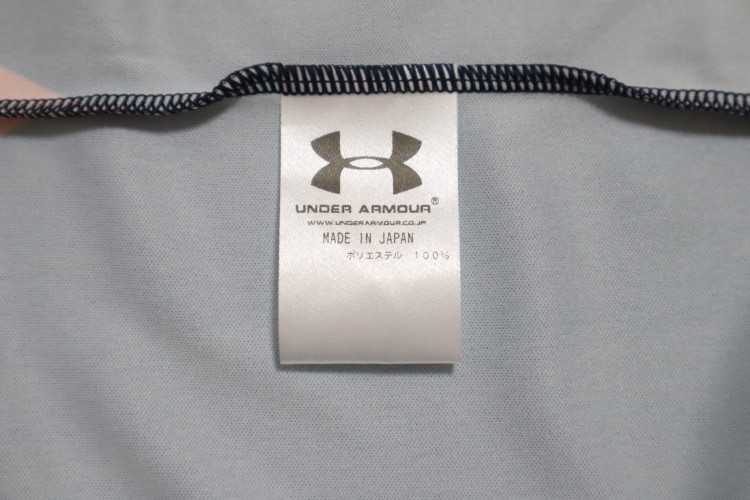 UNDER ARMOUR®
WWW.UNDERARMOUR.CO.JP
MADE IN JAPAN
ポリエステル 100%